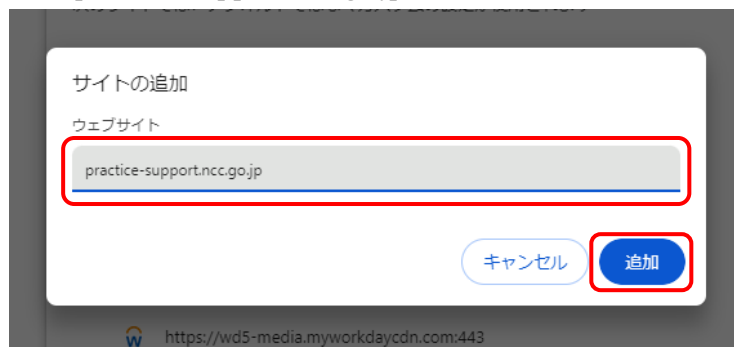 サイトの追加
ウェブサイト
practice-support.ncc.go.jp
キャンセル
追加
https://wd5-media.myworkdaycdn.com:443